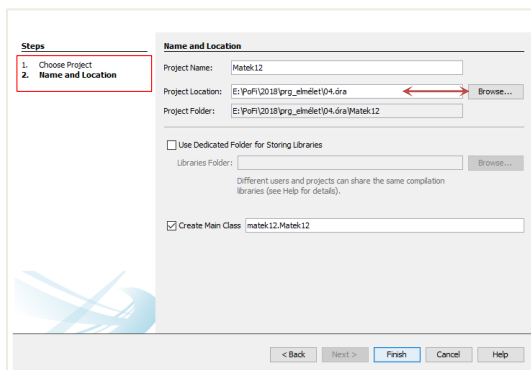 Steps
1. Choose Project
2. Name and Location
Name and Location
Project Name: Matek12
Project Location: E:\PoFi\2018\prg_elmélet\04.óra Browse...
Project Folder: E:\PoFi\2018\prg_elmélet\04.óra\Matek12
Use Dedicated Folder for Storing Libraries
Libraries Folder: Browse...
Different users and projects can share the same compilation
libraries (see Help for details).
Create Main Class matek12.Matek12
< Back Next > Finish Cancel Help